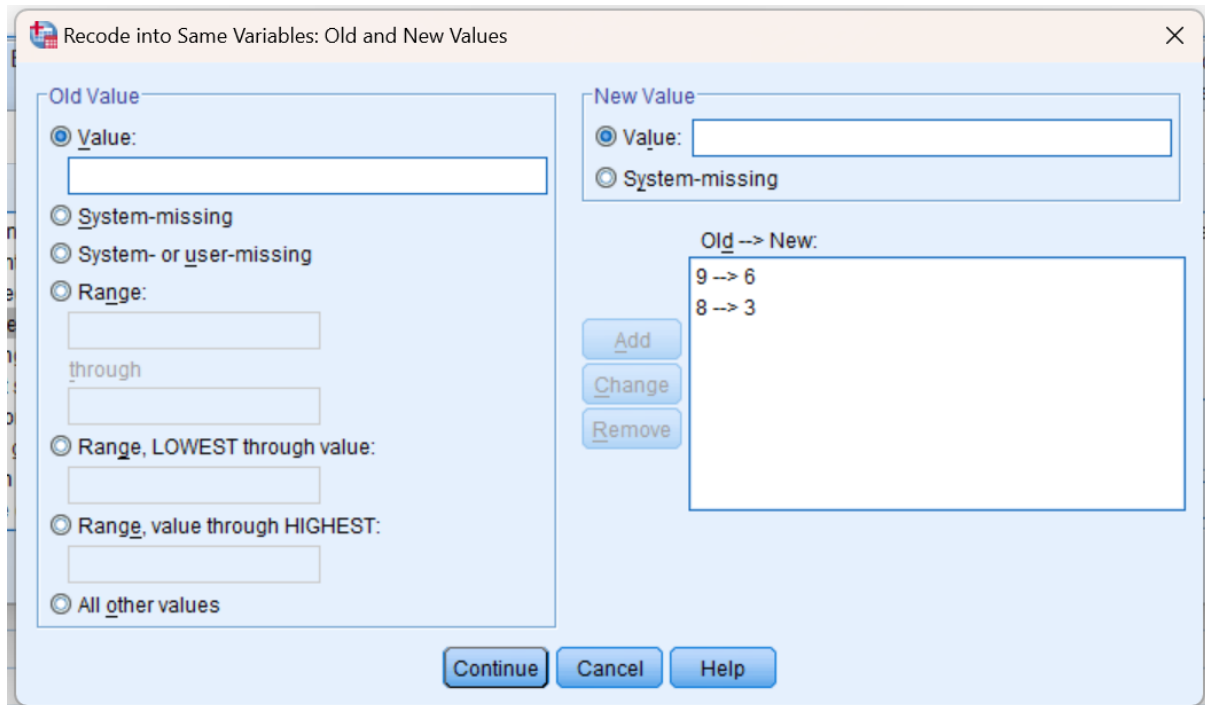 Recode into Same Variables: Old and New Values
Old Value
Value:
System-missing
System- or user-missing
Range:
through
Range, LOWEST through value:
Range, value through HIGHEST:
All other values
New Value
Value:
System-missing
Old --> New:
9 --> 6
8 --> 3
Add
Change
Remove
Continue
Cancel
Help